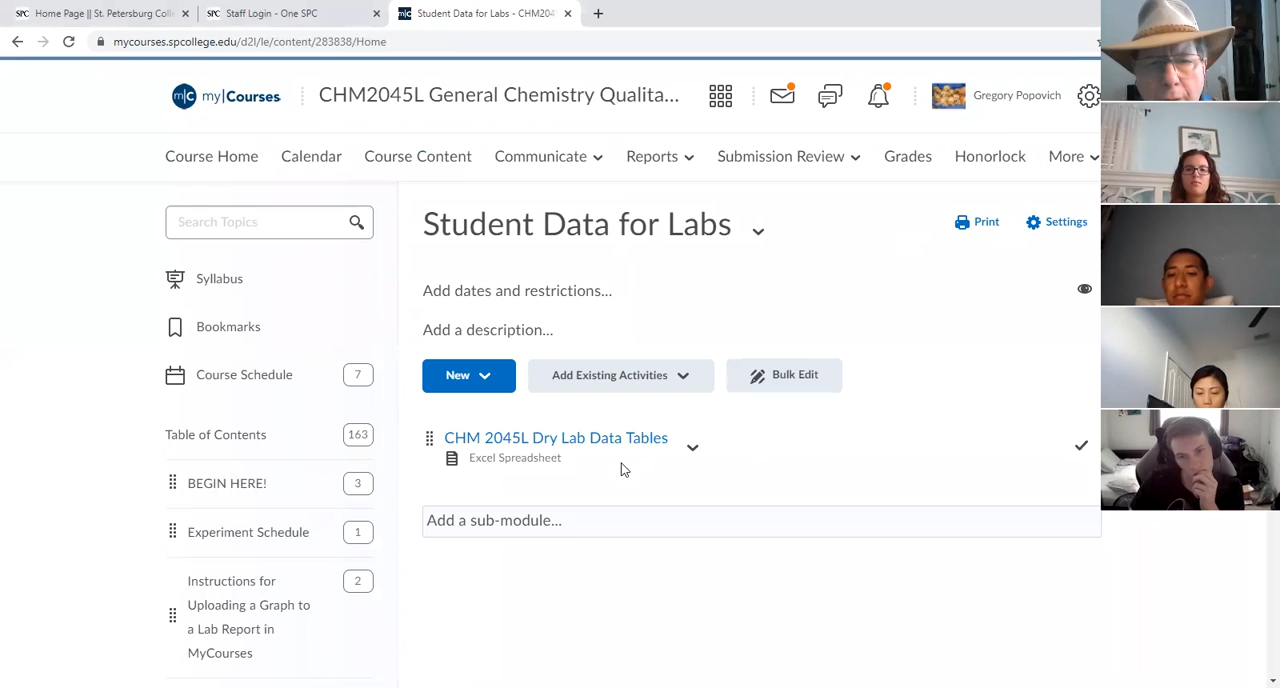 Home Page || St. Petersburg Coll
Staff Login - One SPC
Student Data for Labs - CHM204
mycourses.spcollege.edu/d2l/le/content/283838/Home
m|C my|Courses
CHM2045L General Chemistry Qualita...
Gregory Popovich
Course Home
Calendar
Course Content
Communicate
Reports
Submission Review
Grades
Honorlock
More
Search Topics
Syllabus
Bookmarks
Course Schedule 7
Table of Contents 163
BEGIN HERE! 3
Experiment Schedule 1
Instructions for 2
Uploading a Graph to
a Lab Report in
MyCourses
Student Data for Labs
Print
Settings
Add dates and restrictions...
Add a description...
New
Add Existing Activities
Bulk Edit
CHM 2045L Dry Lab Data Tables
Excel Spreadsheet
Add a sub-module...